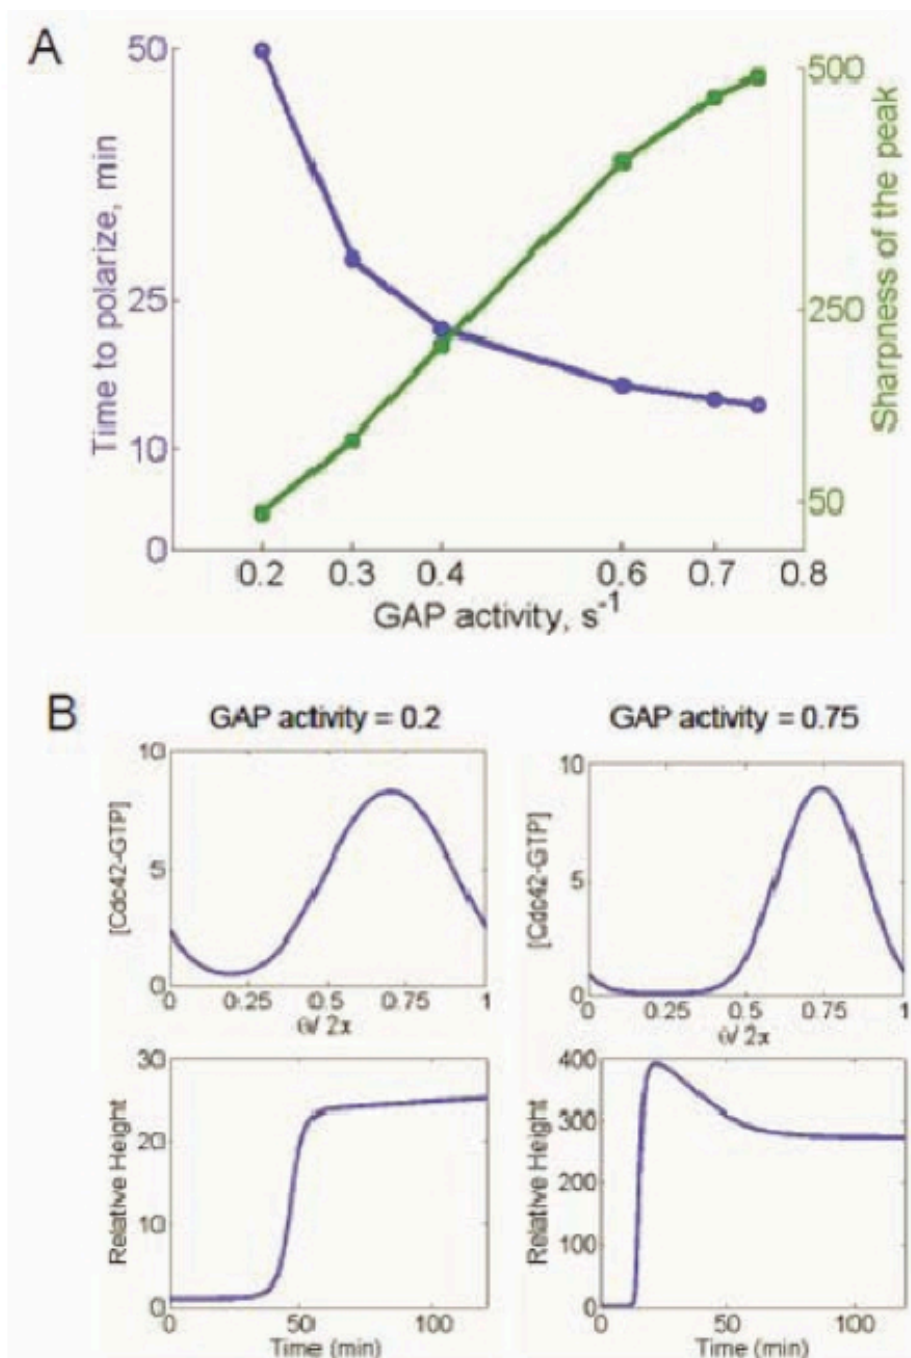 A
Time to polarize, min
50
25
10
0
500
250
50
Sharpness of the peak
0.2 0.3 0.4 0.6 0.7 0.8
GAP activity, s⁻¹
B
GAP activity = 0.2
[Cdc42-GTP]
10
5
0
0 0.25 0.5 0.75 1
θ/ 2π
GAP activity = 0.75
[Cdc42-GTP]
10
5
0
0 0.25 0.5 0.75 1
θ/ 2π
Relative Height
30
20
10
0
0 50 100
Time (min)
Relative Height
400
300
200
100
0
0 50 100
Time (min)